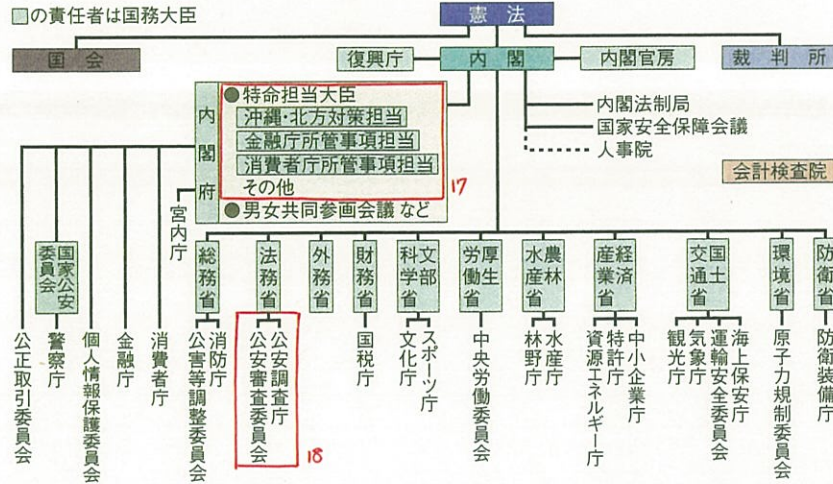 □の責任者は国務大臣
憲法
国会
復興庁
内閣
内閣官房
裁判所
内閣府
●特命担当大臣
沖縄・北方対策担当
金融庁所管事項担当
消費者庁所管事項担当
その他
17
●男女共同参画会議 など
内閣法制局
国家安全保障会議
人事院
会計検査院
宮内庁
公正取引委員会
国家公安委員会
警察庁
個人情報保護委員会
金融庁
消費者庁
総務省
公害等調整委員会
消防庁
法務省
公安審査委員会
公安調査庁
18
外務省
財務省
国税庁
文部科学省
文化庁
スポーツ庁
厚生労働省
中央労働委員会
農林水産省
林野庁
水産庁
経済産業省
資源エネルギー庁
特許庁
中小企業庁
国土交通省
観光庁
気象庁
運輸安全委員会
海上保安庁
環境省
原子力規制委員会
防衛省
防衛装備庁